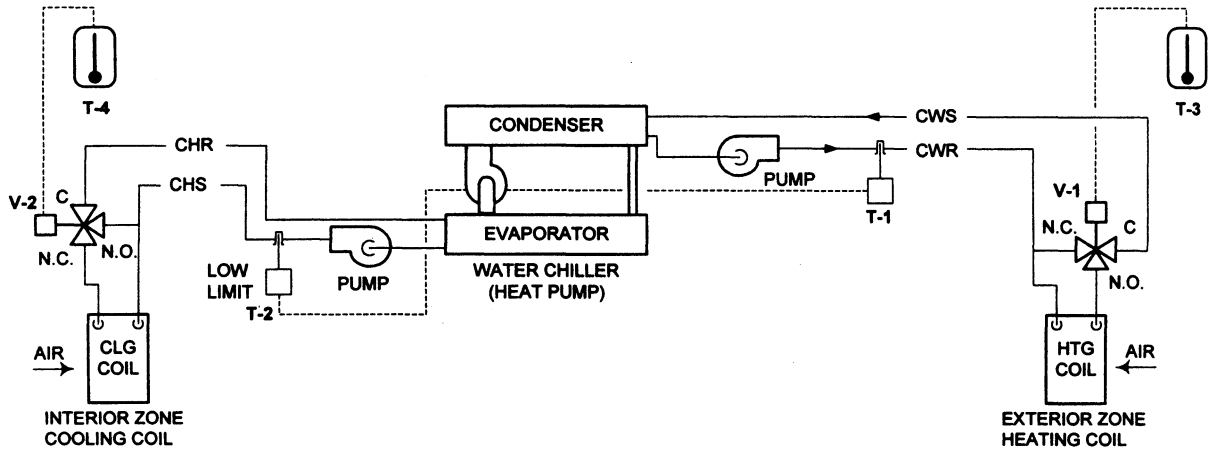 T-4
T-3
CONDENSER
CWS
CHR
CWR
PUMP
V-2
C
CHS
T-1
V-1
N.C.
C
N.C.
N.O.
EVAPORATOR
LOW
LIMIT
T-2
PUMP
WATER CHILLER
(HEAT PUMP)
N.O.
AIR
CLG
COIL
HTG
COIL
AIR
INTERIOR ZONE
COOLING COIL
EXTERIOR ZONE
HEATING COIL